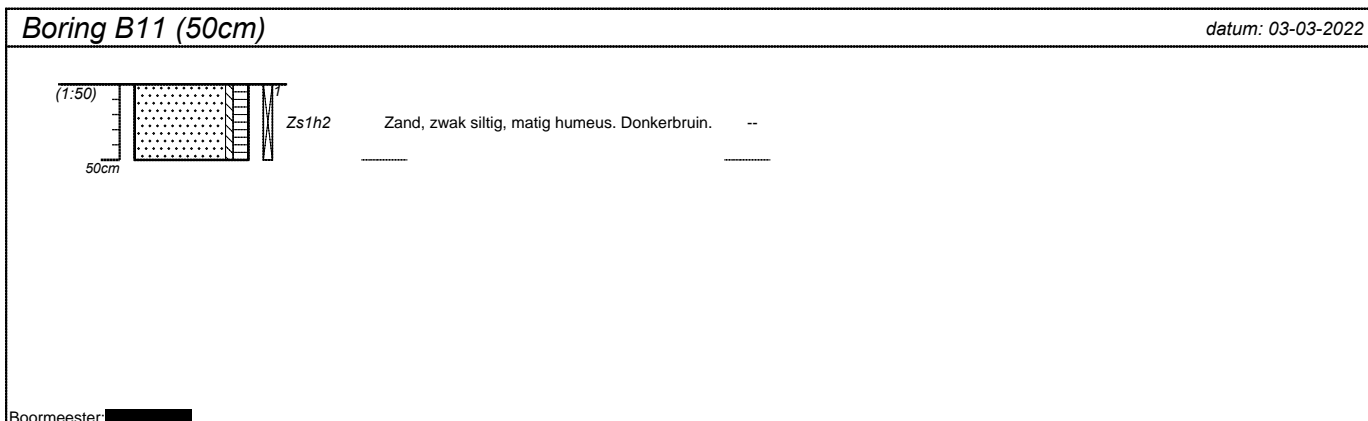 Boring B11 (50cm) datum: 03-03-2022
(1:50) 1
Zs1h2 Zand, zwak siltig, matig humeus. Donkerbruin. --
50cm
Boormeester: